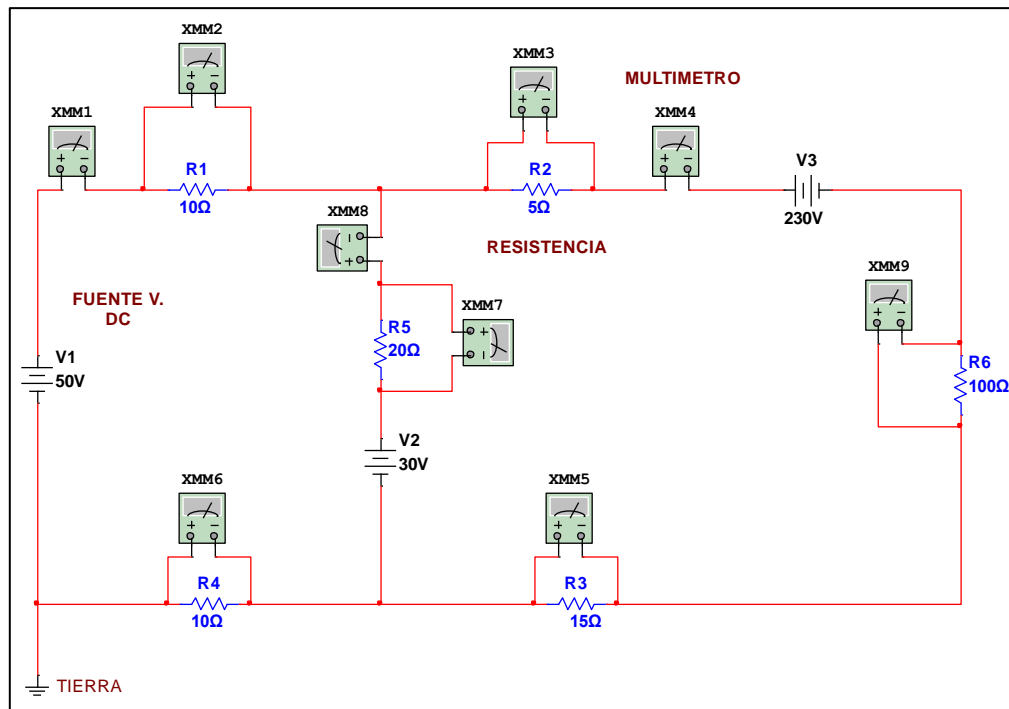 XMM2
XMM3
MULTIMETRO
XMM1
XMM4
+ −
+ −
+ −
+ −
R1
10Ω
R2
5Ω
V3
230V
XMM8
− +
RESISTENCIA
XMM9
+ −
FUENTE V.
DC
XMM7
+ −
R5
20Ω
V1
50V
R6
100Ω
V2
30V
XMM6
+ −
XMM5
+ −
R4
10Ω
R3
15Ω
TIERRA